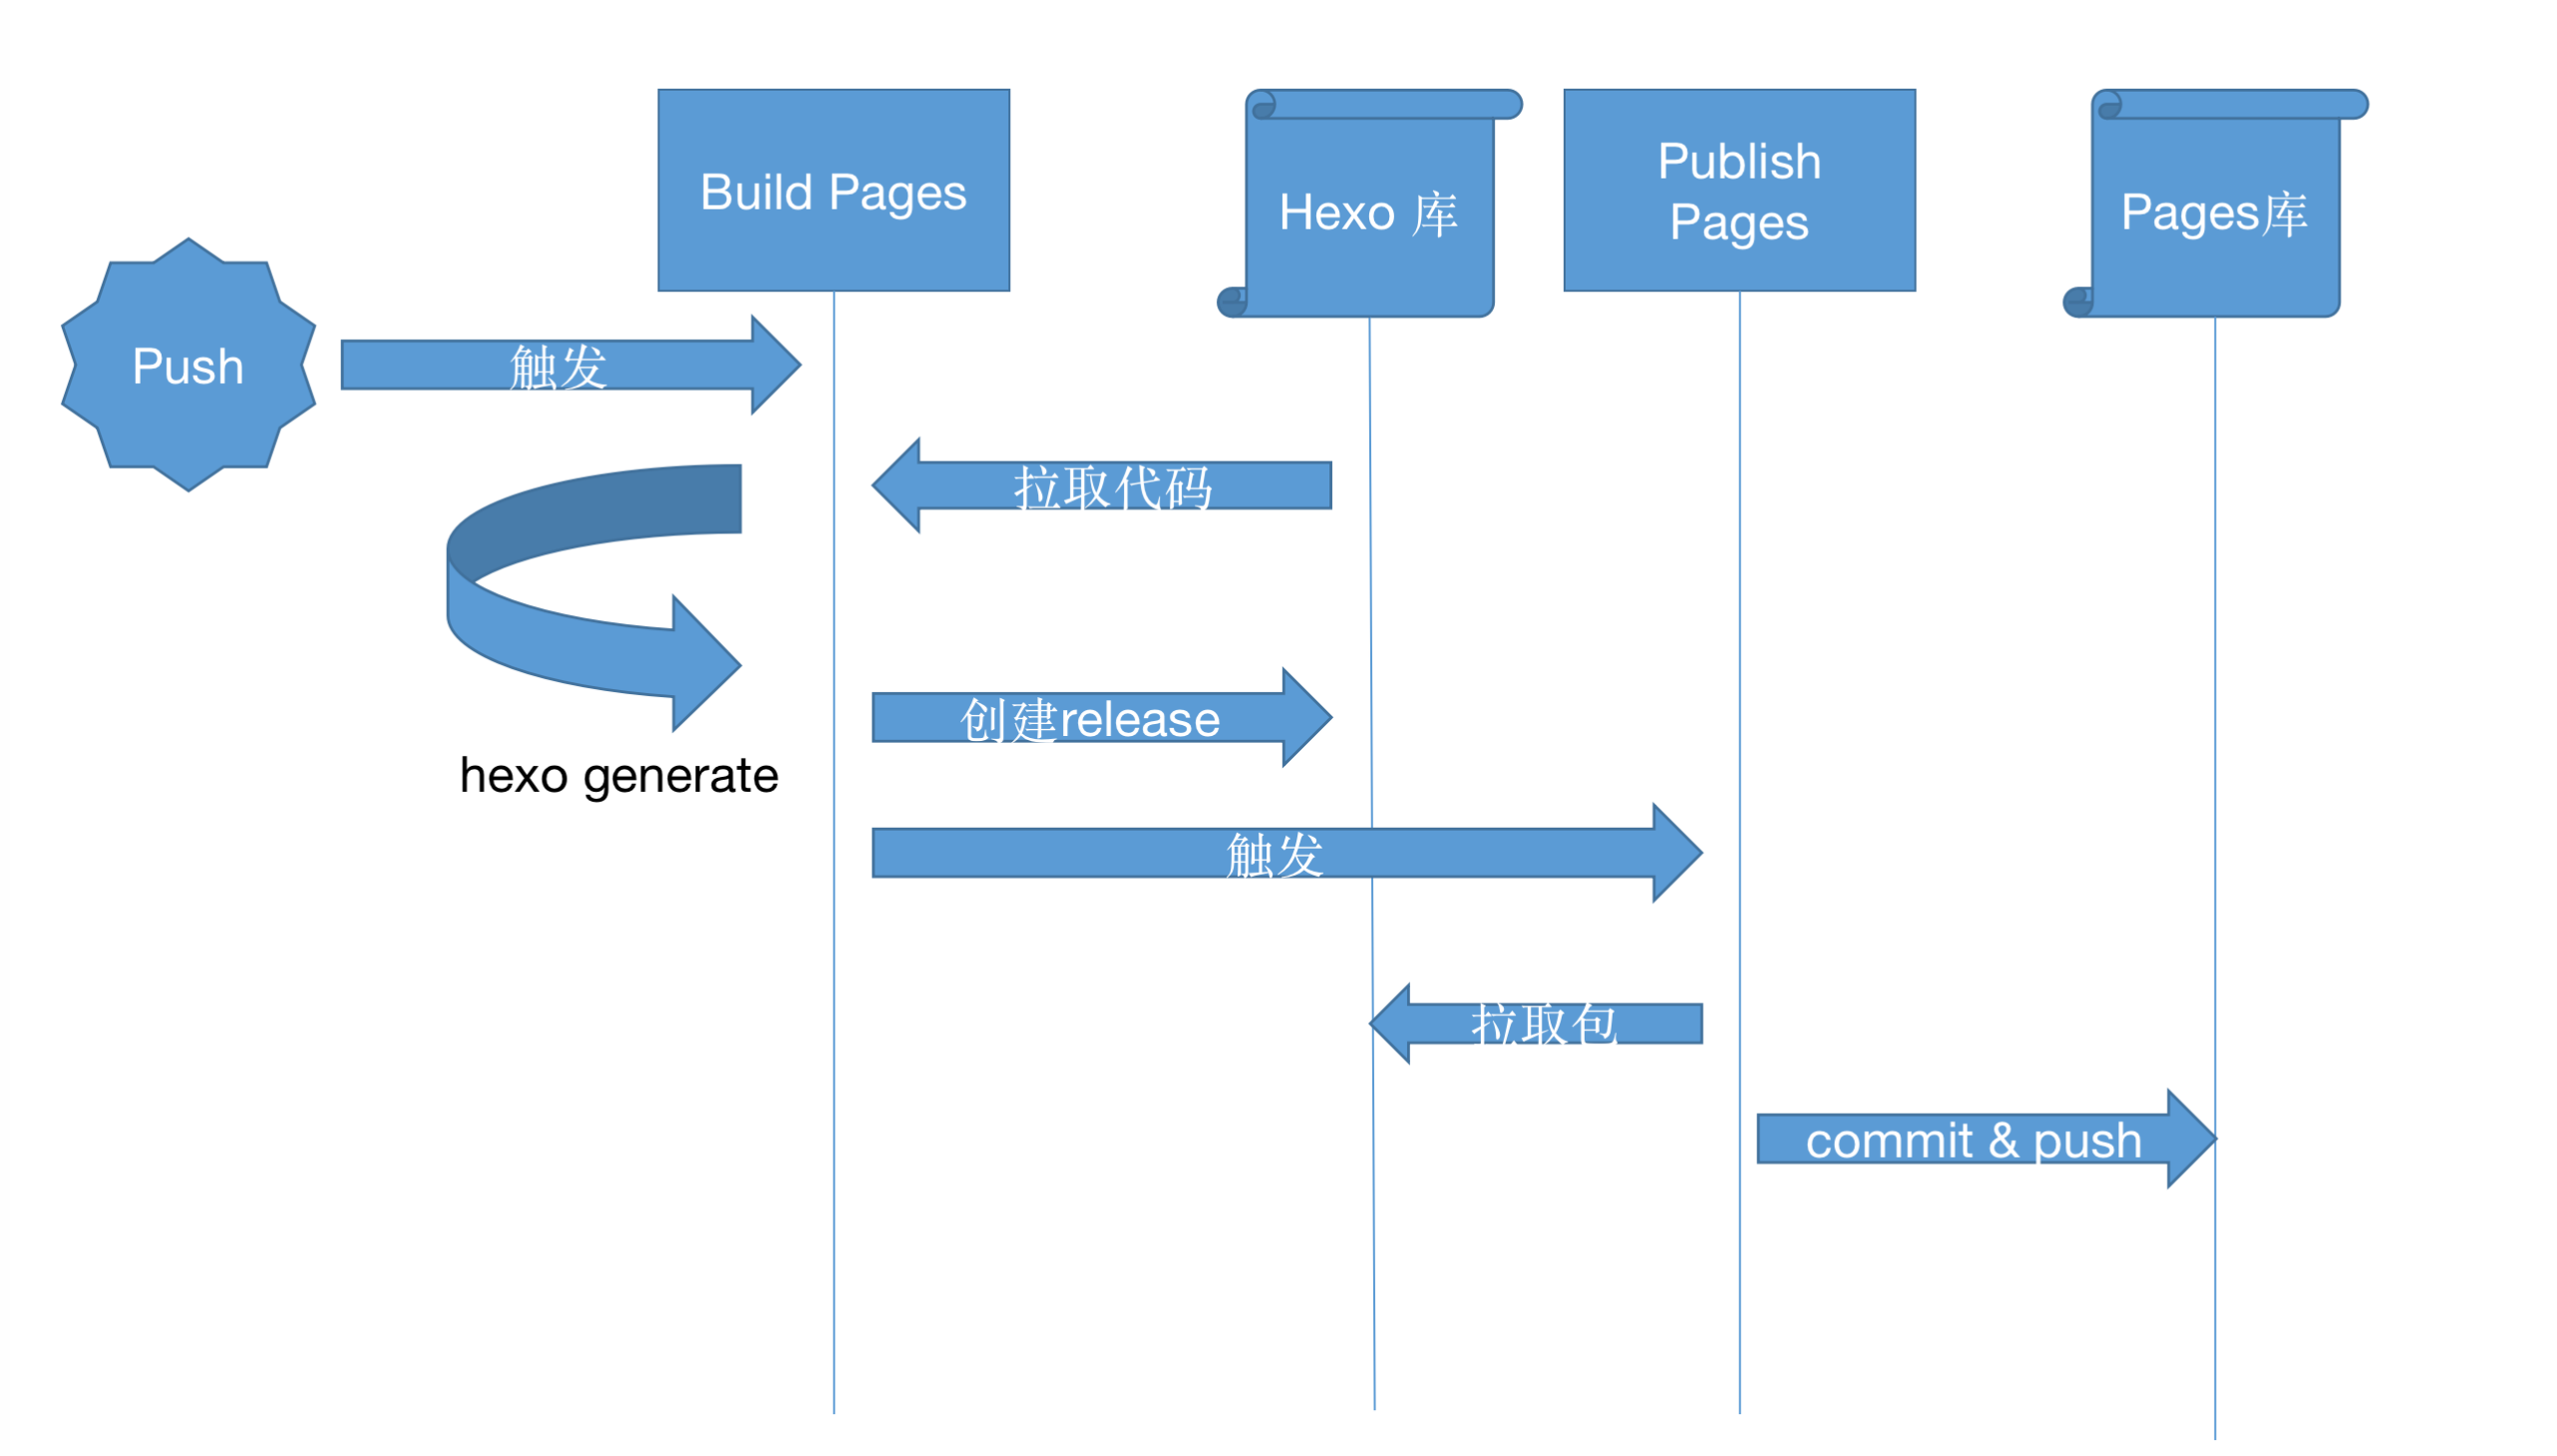 Build Pages
Hexo 库
Publish
Pages
Pages库
Push
触发
拉取代码
创建release
hexo generate
触发
拉取包
commit & push